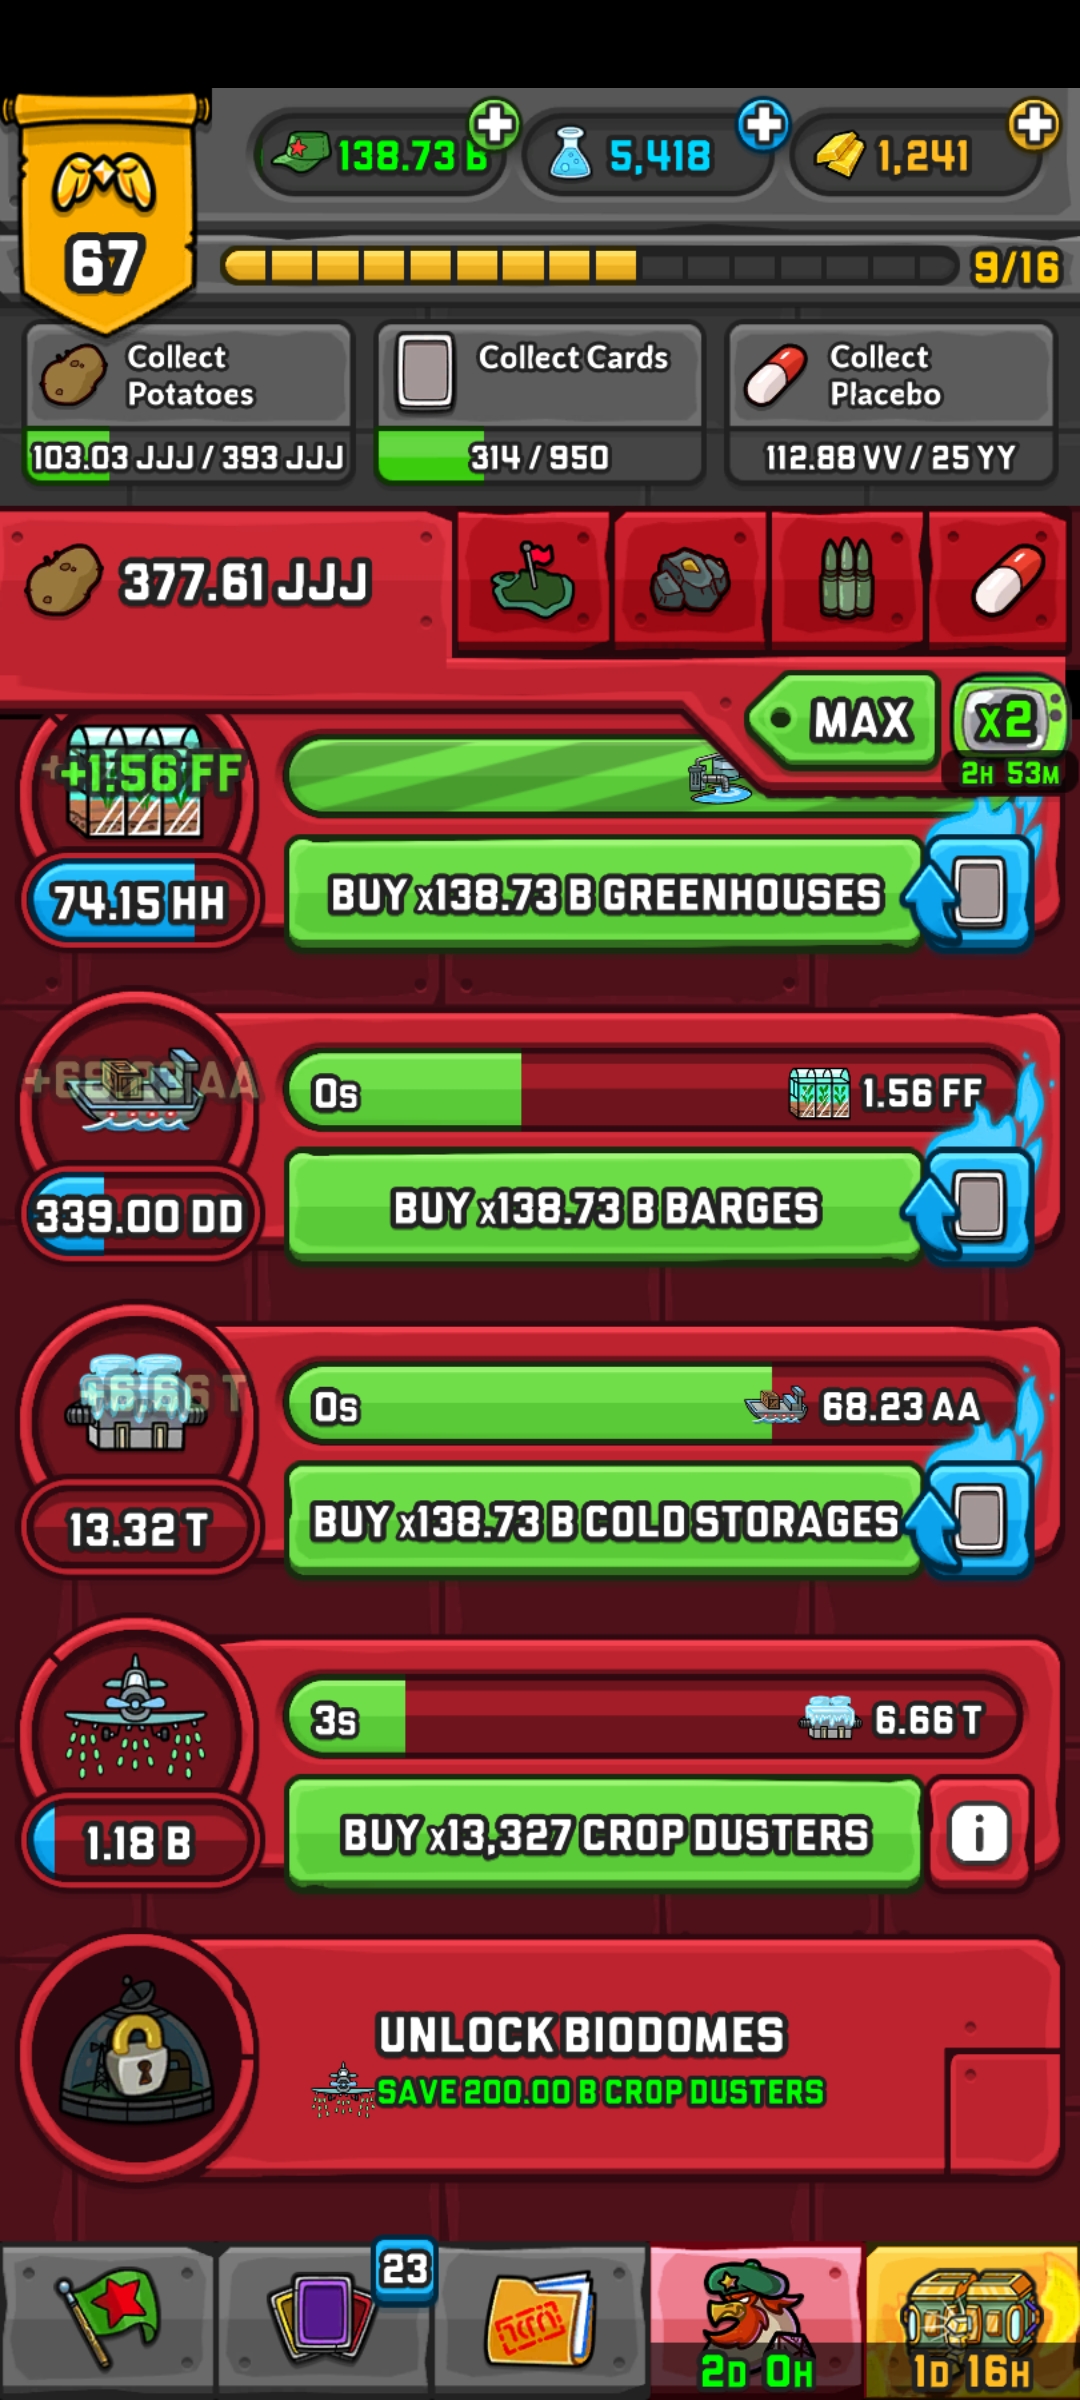 138.73 B
5,418
1,241
67
9/16
Collect
Potatoes
103.03 JJJ / 393 JJJ
Collect Cards
314 / 950
Collect
Placebo
112.88 VV / 25 YY
377.61 JJJ
MAX
x2
2H 53M
+1.56 FF
74.15 HH
BUY x138.73 B GREENHOUSES
0s
1.56 FF
339.00 DD
BUY x138.73 B BARGES
+6.66 T
0s
68.23 AA
13.32 T
BUY x138.73 B COLD STORAGES
3s
6.66 T
1.18 B
BUY x13,327 CROP DUSTERS
i
UNLOCK BIODOMES
SAVE 200.00 B CROP DUSTERS
23
2D 0H
1D 16H